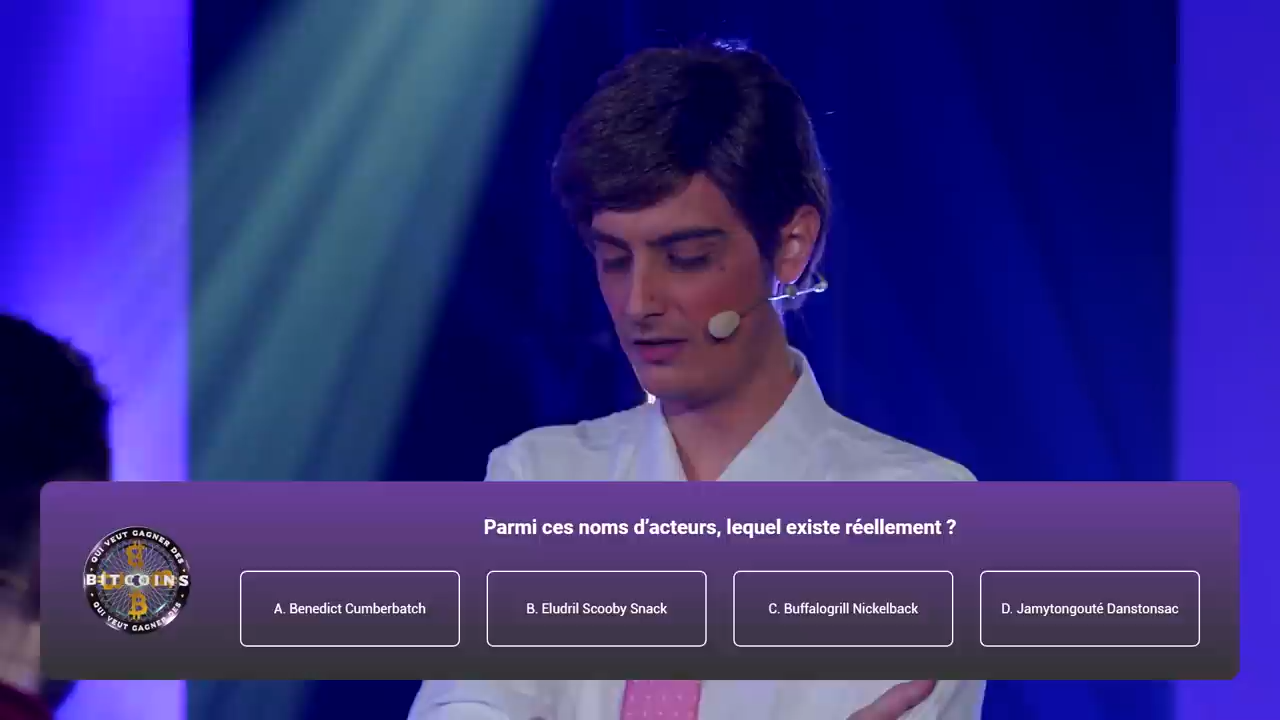 Parmi ces noms d'acteurs, lequel existe réellement ?
QUI VEUT GAGNER DES
BITCOINS
QUI VEUT GAGNER DES
A. Benedict Cumberbatch
B. Eludril Scooby Snack
C. Buffalogrill Nickelback
D. Jamytongouté Danstonsac